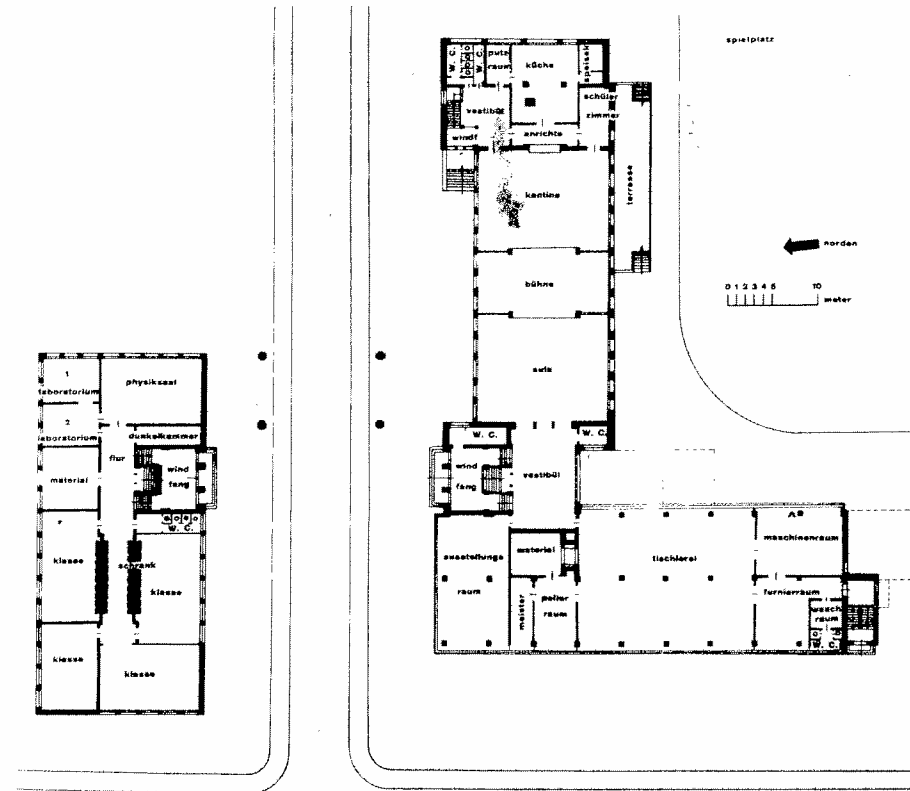 spielplatz
W. C.
W. C.
putz
raum
küche
speisek
vestibül
schüler
zimmer
windf
anrichte
kantine
terrasse
norden
0 1 2 3 4 5 10
meter
bühne
aula
1
laboratorium
physiksaal
2
laboratorium
dunkelkammer
flur
material
wind
fang
W. C.
klasse
schrank
klasse
klasse
klasse
W. C.
W. C.
wind
fang
vestibül
ausstellungs
raum
material
meister
polier
raum
tischlerei
maschinenraum
furnierraum
wasch
raum
W. C.